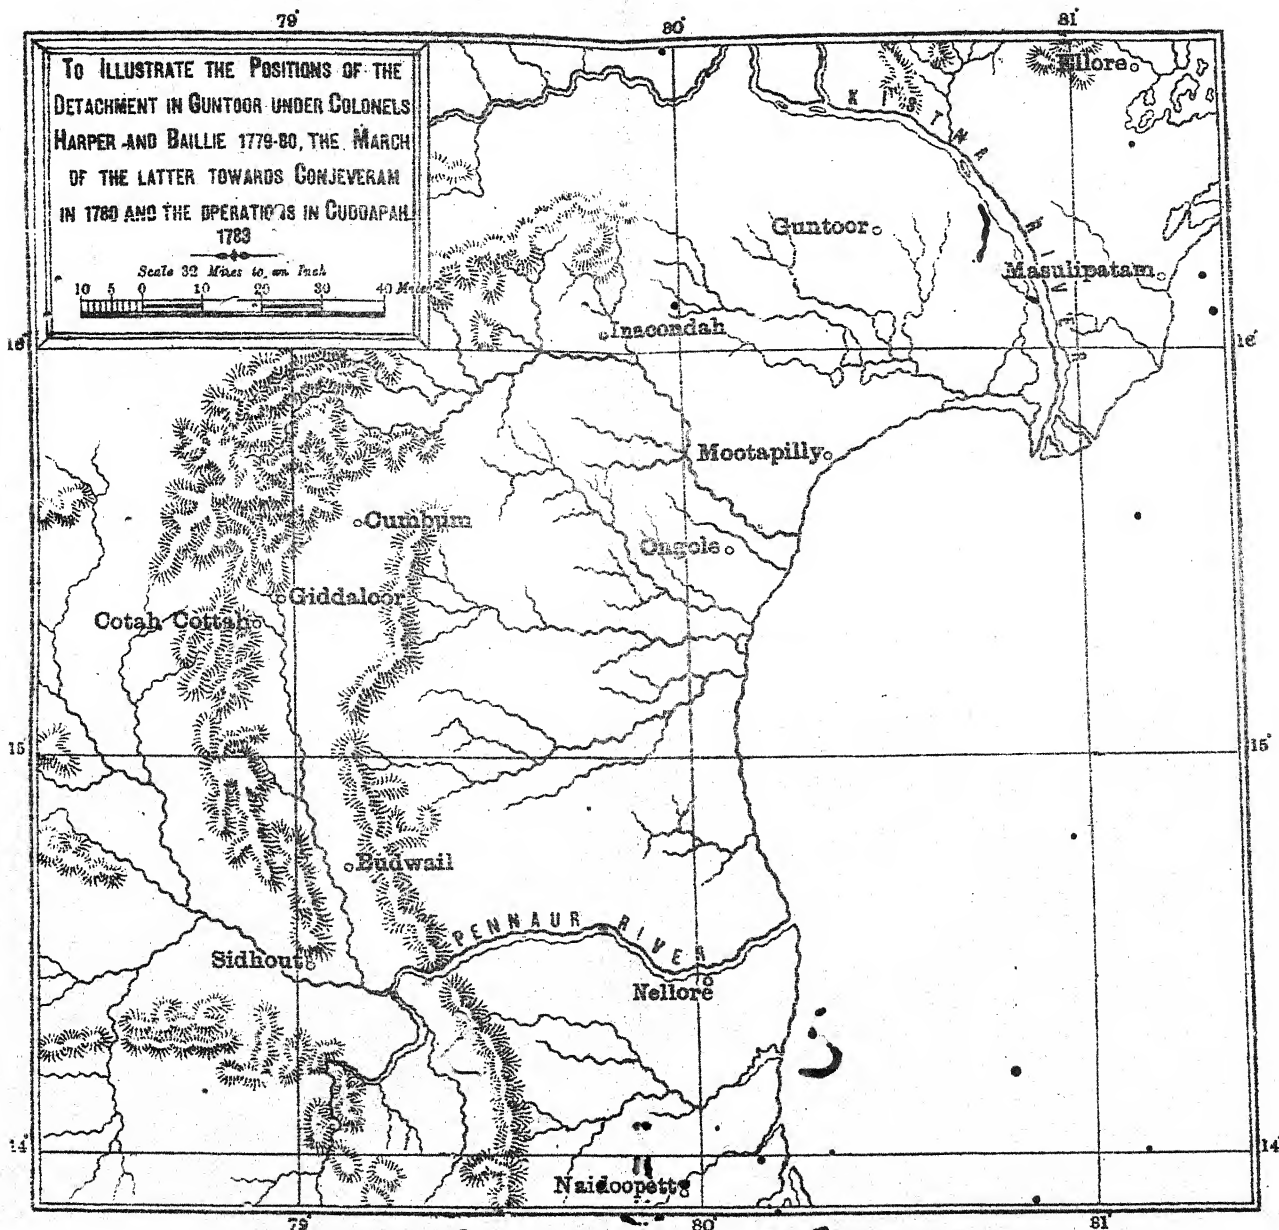 79°
80°
81°
TO ILLUSTRATE THE POSITIONS OF THE
DETACHMENT IN GUNTOOR UNDER COLONELS
HARPER AND BAILLIE 1779-80, THE MARCH
OF THE LATTER TOWARDS CONJEVERAM
IN 1780 AND THE OPERATIONS IN CUDDAPAH
1783
Scale 32 Miles to an Inch
10 5 0 10 20 30 40 Miles
Ellore
KISTNA RIVER
Guntoor
Masulipatam
Inacondah
16° 16°
Mootapilly
Cumbum
Ongole
Giddaloor
Cotah Cottah
15° 15°
Budwail
PENNAUR RIVER
Sidhout
Nellore
14° 14°
Naidoopett
79° 80° 81°